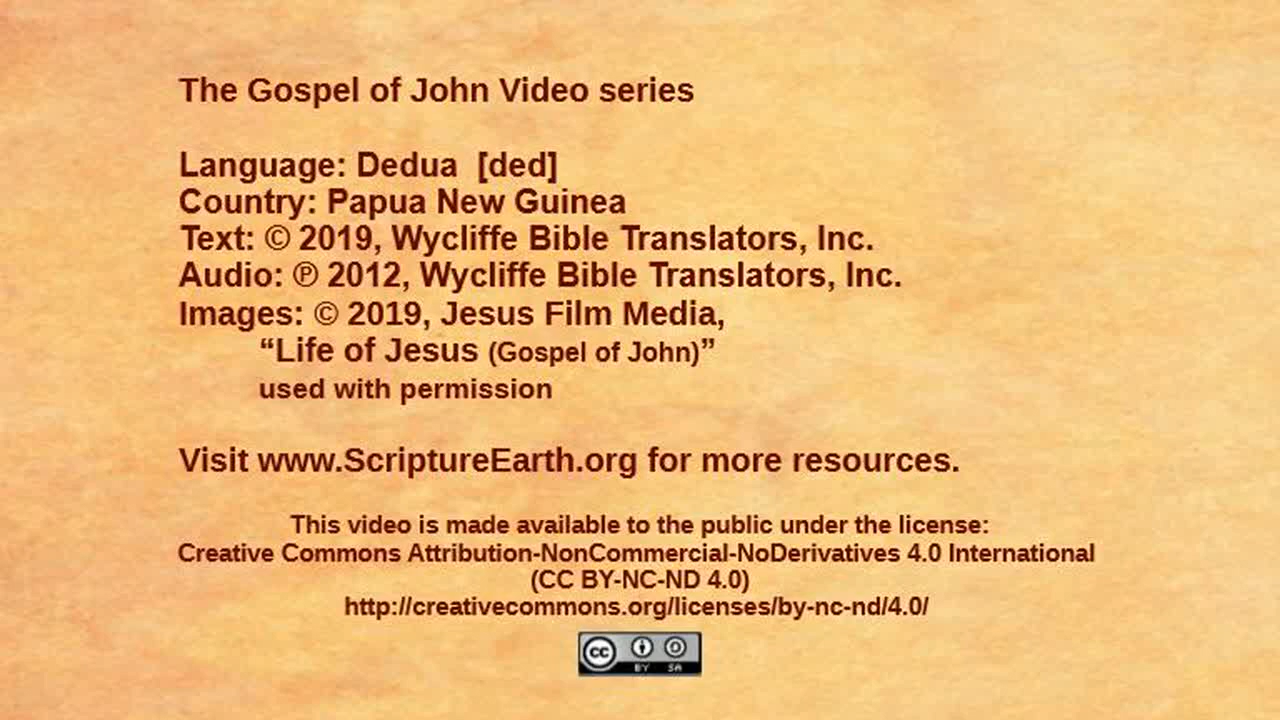 The Gospel of John Video series
Language: Dedua [ded]
Country: Papua New Guinea
Text: © 2019, Wycliffe Bible Translators, Inc.
Audio: ℗ 2012, Wycliffe Bible Translators, Inc.
Images: © 2019, Jesus Film Media,
“Life of Jesus (Gospel of John)”
used with permission
Visit www.ScriptureEarth.org for more resources.
This video is made available to the public under the license:
Creative Commons Attribution-NonCommercial-NoDerivatives 4.0 International
(CC BY-NC-ND 4.0)
http://creativecommons.org/licenses/by-nc-nd/4.0/
cc
BY SA